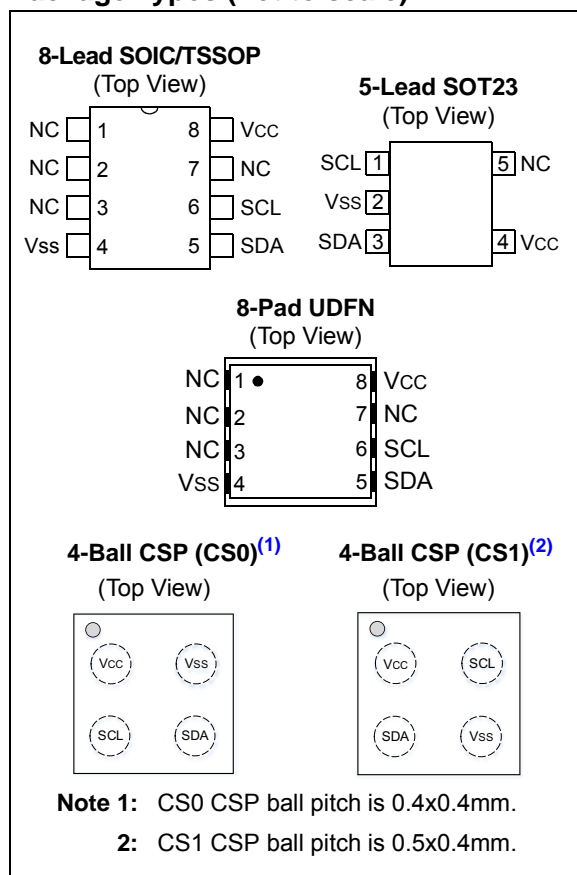 8-Lead SOIC/TSSOP
(Top View)
NC 1 8 VCC
NC 2 7 NC
NC 3 6 SCL
Vss 4 5 SDA
5-Lead SOT23
(Top View)
SCL 1 5 NC
Vss 2
SDA 3 4 VCC
8-Pad UDFN
(Top View)
NC 1 8 VCC
NC 2 7 NC
NC 3 6 SCL
VSS 4 5 SDA
4-Ball CSP (CS0)(1)
(Top View)
Vcc Vss
SCL SDA
4-Ball CSP (CS1)(2)
(Top View)
Vcc SCL
SDA Vss
Note 1: CS0 CSP ball pitch is 0.4x0.4mm.
2: CS1 CSP ball pitch is 0.5x0.4mm.